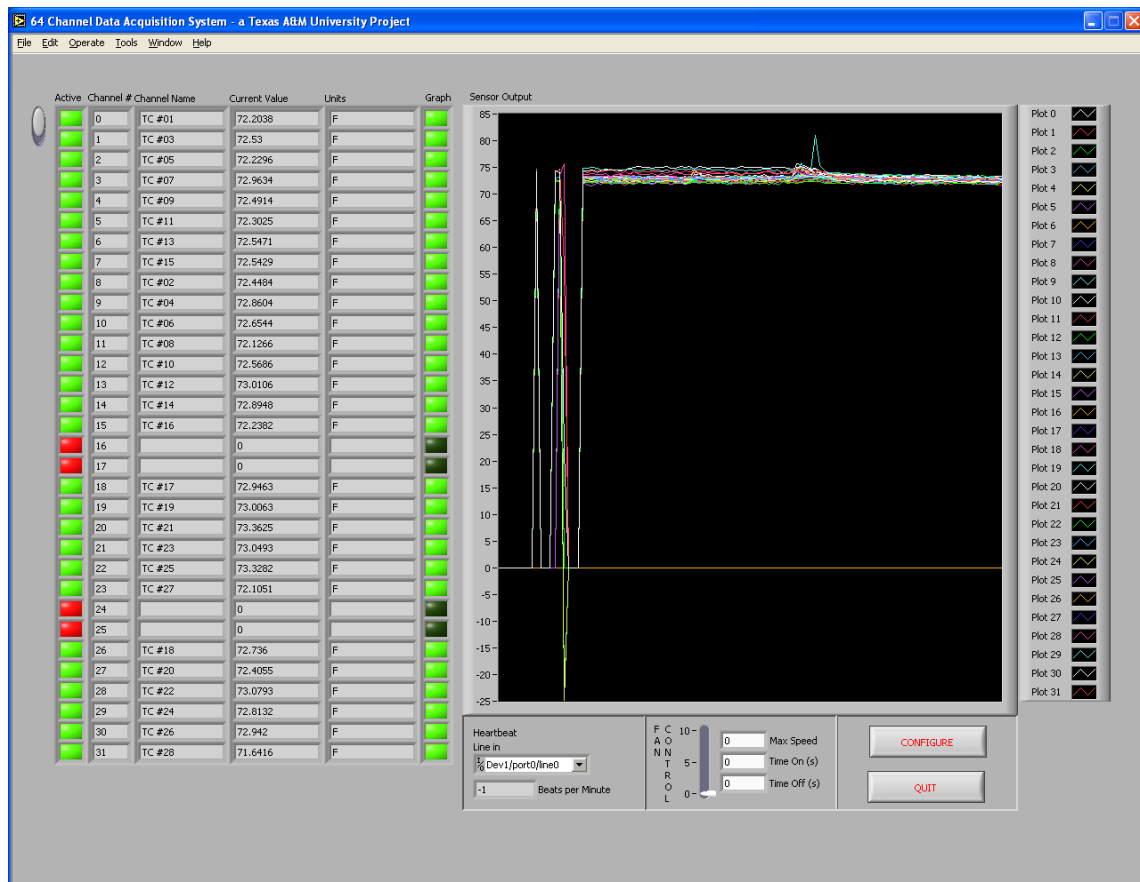 64 Channel Data Acquisition System - a Texas A&M University Project
File Edit Operate Tools Window Help
Active Channel # Channel Name Current Value Units Graph
0 TC #01 72.2038 F
1 TC #03 72.53 F
2 TC #05 72.2296 F
3 TC #07 72.9634 F
4 TC #09 72.4914 F
5 TC #11 72.3025 F
6 TC #13 72.5471 F
7 TC #15 72.5429 F
8 TC #02 72.4484 F
9 TC #04 72.8604 F
10 TC #06 72.6544 F
11 TC #08 72.1266 F
12 TC #10 72.5686 F
13 TC #12 73.0106 F
14 TC #14 72.8948 F
15 TC #16 72.2382 F
16 0
17 0
18 TC #17 72.9463 F
19 TC #19 73.0063 F
20 TC #21 73.3625 F
21 TC #23 73.0493 F
22 TC #25 73.3282 F
23 TC #27 72.1051 F
24 0
25 0
26 TC #18 72.736 F
27 TC #20 72.4055 F
28 TC #22 73.0793 F
29 TC #24 72.8132 F
30 TC #26 72.942 F
31 TC #28 71.6416 F
Sensor Output
85
80
75
70
65
60
55
50
45
40
35
30
25
20
15
10
5
0
-5
-10
-15
-20
-25
Plot 0
Plot 1
Plot 2
Plot 3
Plot 4
Plot 5
Plot 6
Plot 7
Plot 8
Plot 9
Plot 10
Plot 11
Plot 12
Plot 13
Plot 14
Plot 15
Plot 16
Plot 17
Plot 18
Plot 19
Plot 20
Plot 21
Plot 22
Plot 23
Plot 24
Plot 25
Plot 26
Plot 27
Plot 28
Plot 29
Plot 30
Plot 31
Heartbeat
Line in
I/O Dev1/port0/line0
-1 Beats per Minute
FAN CONTROL
10
5
0
0 Max Speed
0 Time On (s)
0 Time Off (s)
CONFIGURE
QUIT